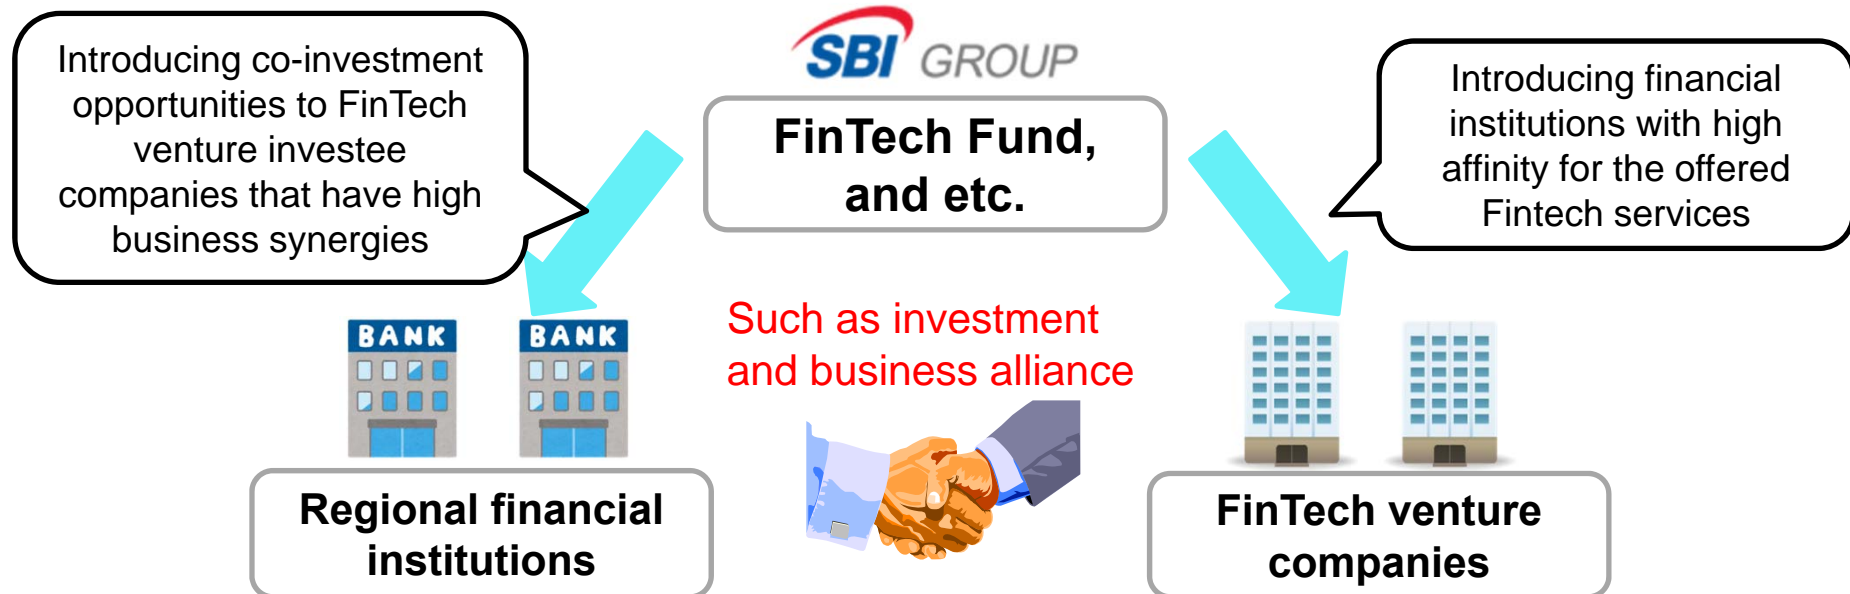 Introducing co-investment
opportunities to FinTech
venture investee
companies that have high
business synergies
SBI GROUP
FinTech Fund,
and etc.
Introducing financial
institutions with high
affinity for the offered
Fintech services
Such as investment
and business alliance
BANK
BANK
Regional financial
institutions
FinTech venture
companies